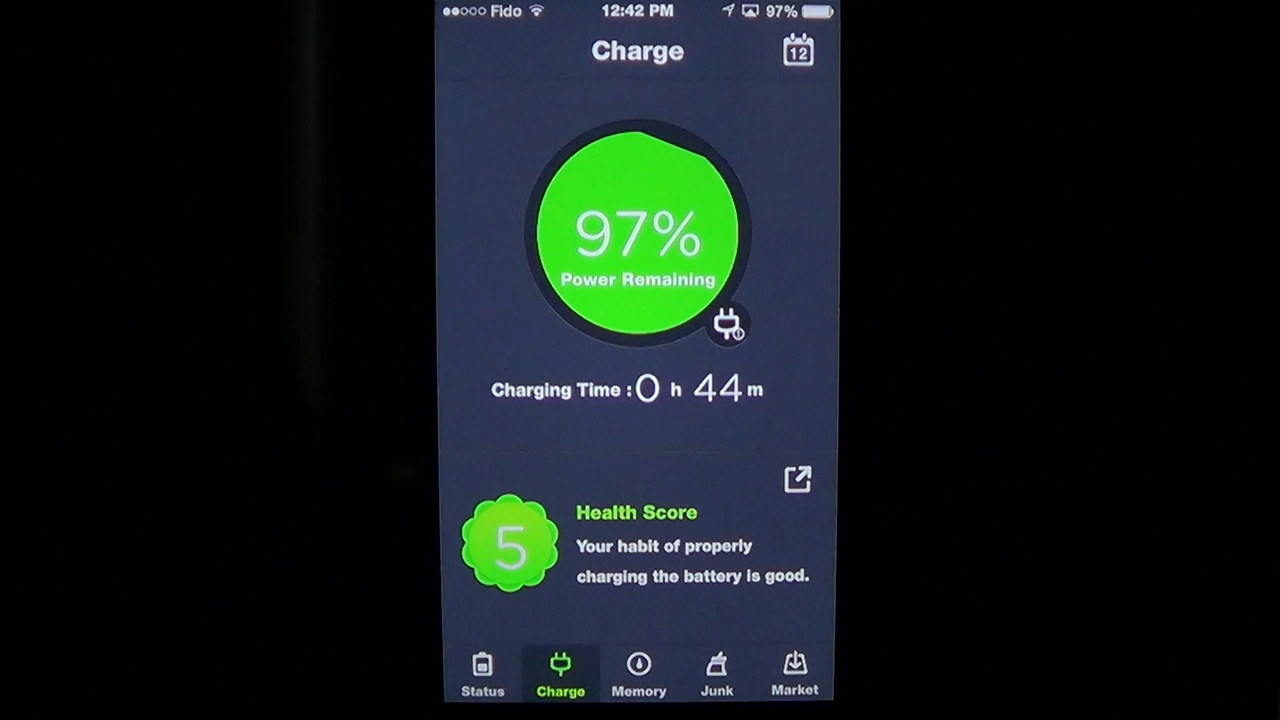 Fido 12:42 PM 97%
Charge
12
97%
Power Remaining
Charging Time : 0 h 44 m
Health Score
5
Your habit of properly
charging the battery is good.
Status Charge Memory Junk Market